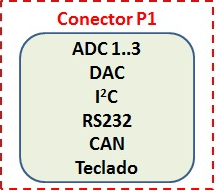 Conector P1
ADC 1..3
DAC
I²C
RS232
CAN
Teclado